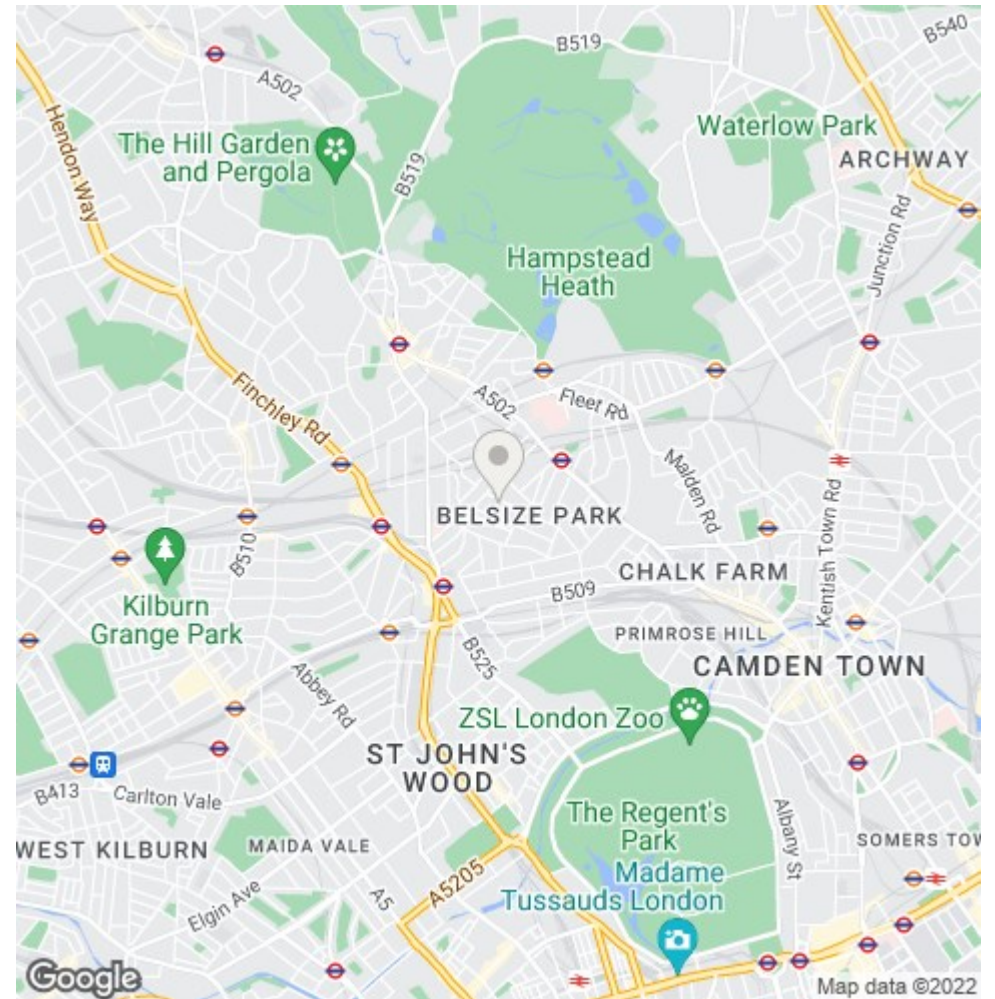 B519
B540
A502
Hendon Way
The Hill Garden
and Pergola
B519
Waterlow Park
ARCHWAY
Junction Rd
Hampstead
Heath
Finchley Rd
A502
Fleet Rd
Malden Rd
BELSIZE PARK
Kentish Town Rd
B510
CHALK FARM
B509
Kilburn
Grange Park
PRIMROSE HILL
B525
Abbey Rd
CAMDEN TOWN
ZSL London Zoo
ST JOHN'S
WOOD
B413
Carlton Vale
The Regent's
Park
Albany St
WEST KILBURN
MAIDA VALE
SOMERS TOW
Madame
Tussauds London
Elgin Ave
A5
A5205
Google
Map data ©2022